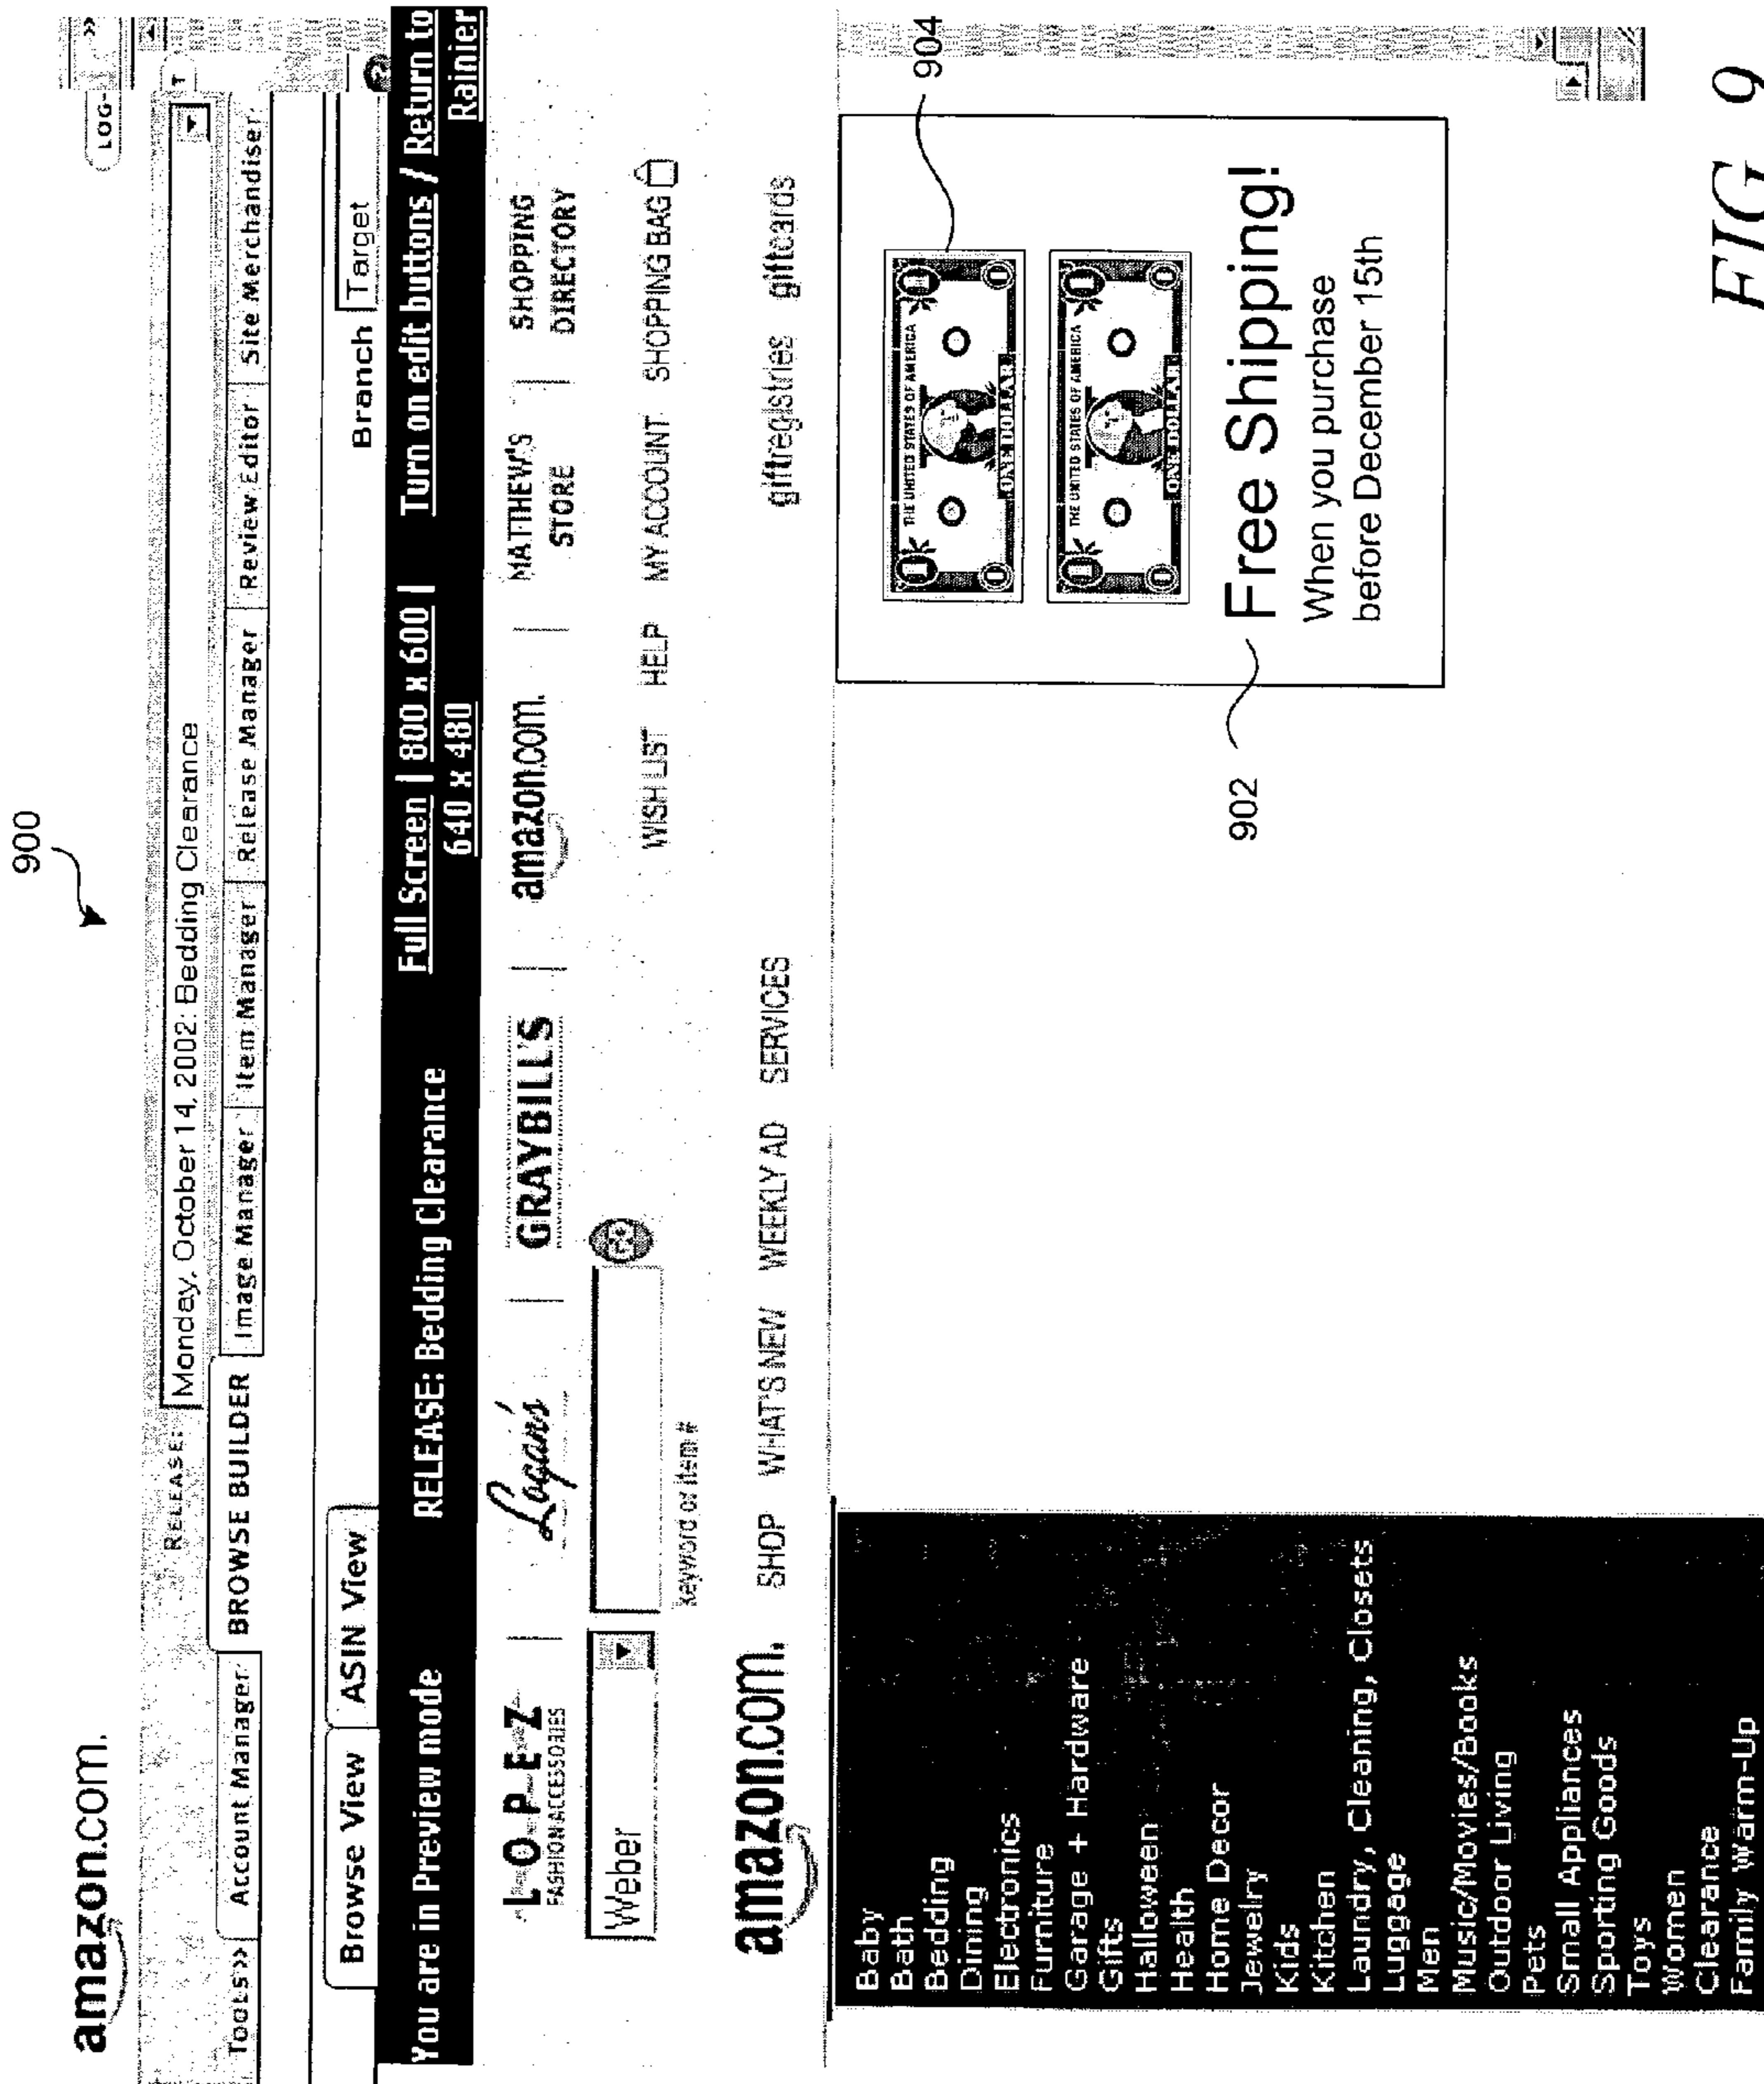 900
amazon.com.
LOG-
RELEASE: Monday, October 14, 2002: Bedding Clearance
T
TOOLS>> Account Manager BROWSE BUILDER Image Manager Item Manager Release Manager Review Editor Site Merchandiser
Browse View ASIN View Branch Target
You are in Preview mode RELEASE: Bedding Clearance Full Screen | 800 x 600 | Turn on edit buttons / Return to
640 x 480 Rainier
L·O·P·E·Z Logan's GRAYBILL'S amazon.com. MATTHEW'S SHOPPING
FASHION ACCESSORIES STORE DIRECTORY
Weber
WISH LIST HELP MY ACCOUNT SHOPPING BAG
keyword or item #
amazon.com. SHOP WHAT'S NEW WEEKLY AD SERVICES giftregistries giftcards
Baby
Bath
Bedding
Dining
Electronics
Furniture
Garage + Hardware
Gifts
Halloween
Health
Home Decor
Jewelry
Kids
Kitchen
Laundry, Cleaning, Closets
Luggage
Men
Music/Movies/Books
Outdoor Living
Pets
Small Appliances
Sporting Goods
Toys
Women
Clearance
Family Warm-Up
904
THE UNITED STATES OF AMERICA
ONE DOLLAR
THE UNITED STATES OF AMERICA
ONE DOLLAR
902
Free Shipping!
When you purchase
before December 15th
FIG. 9